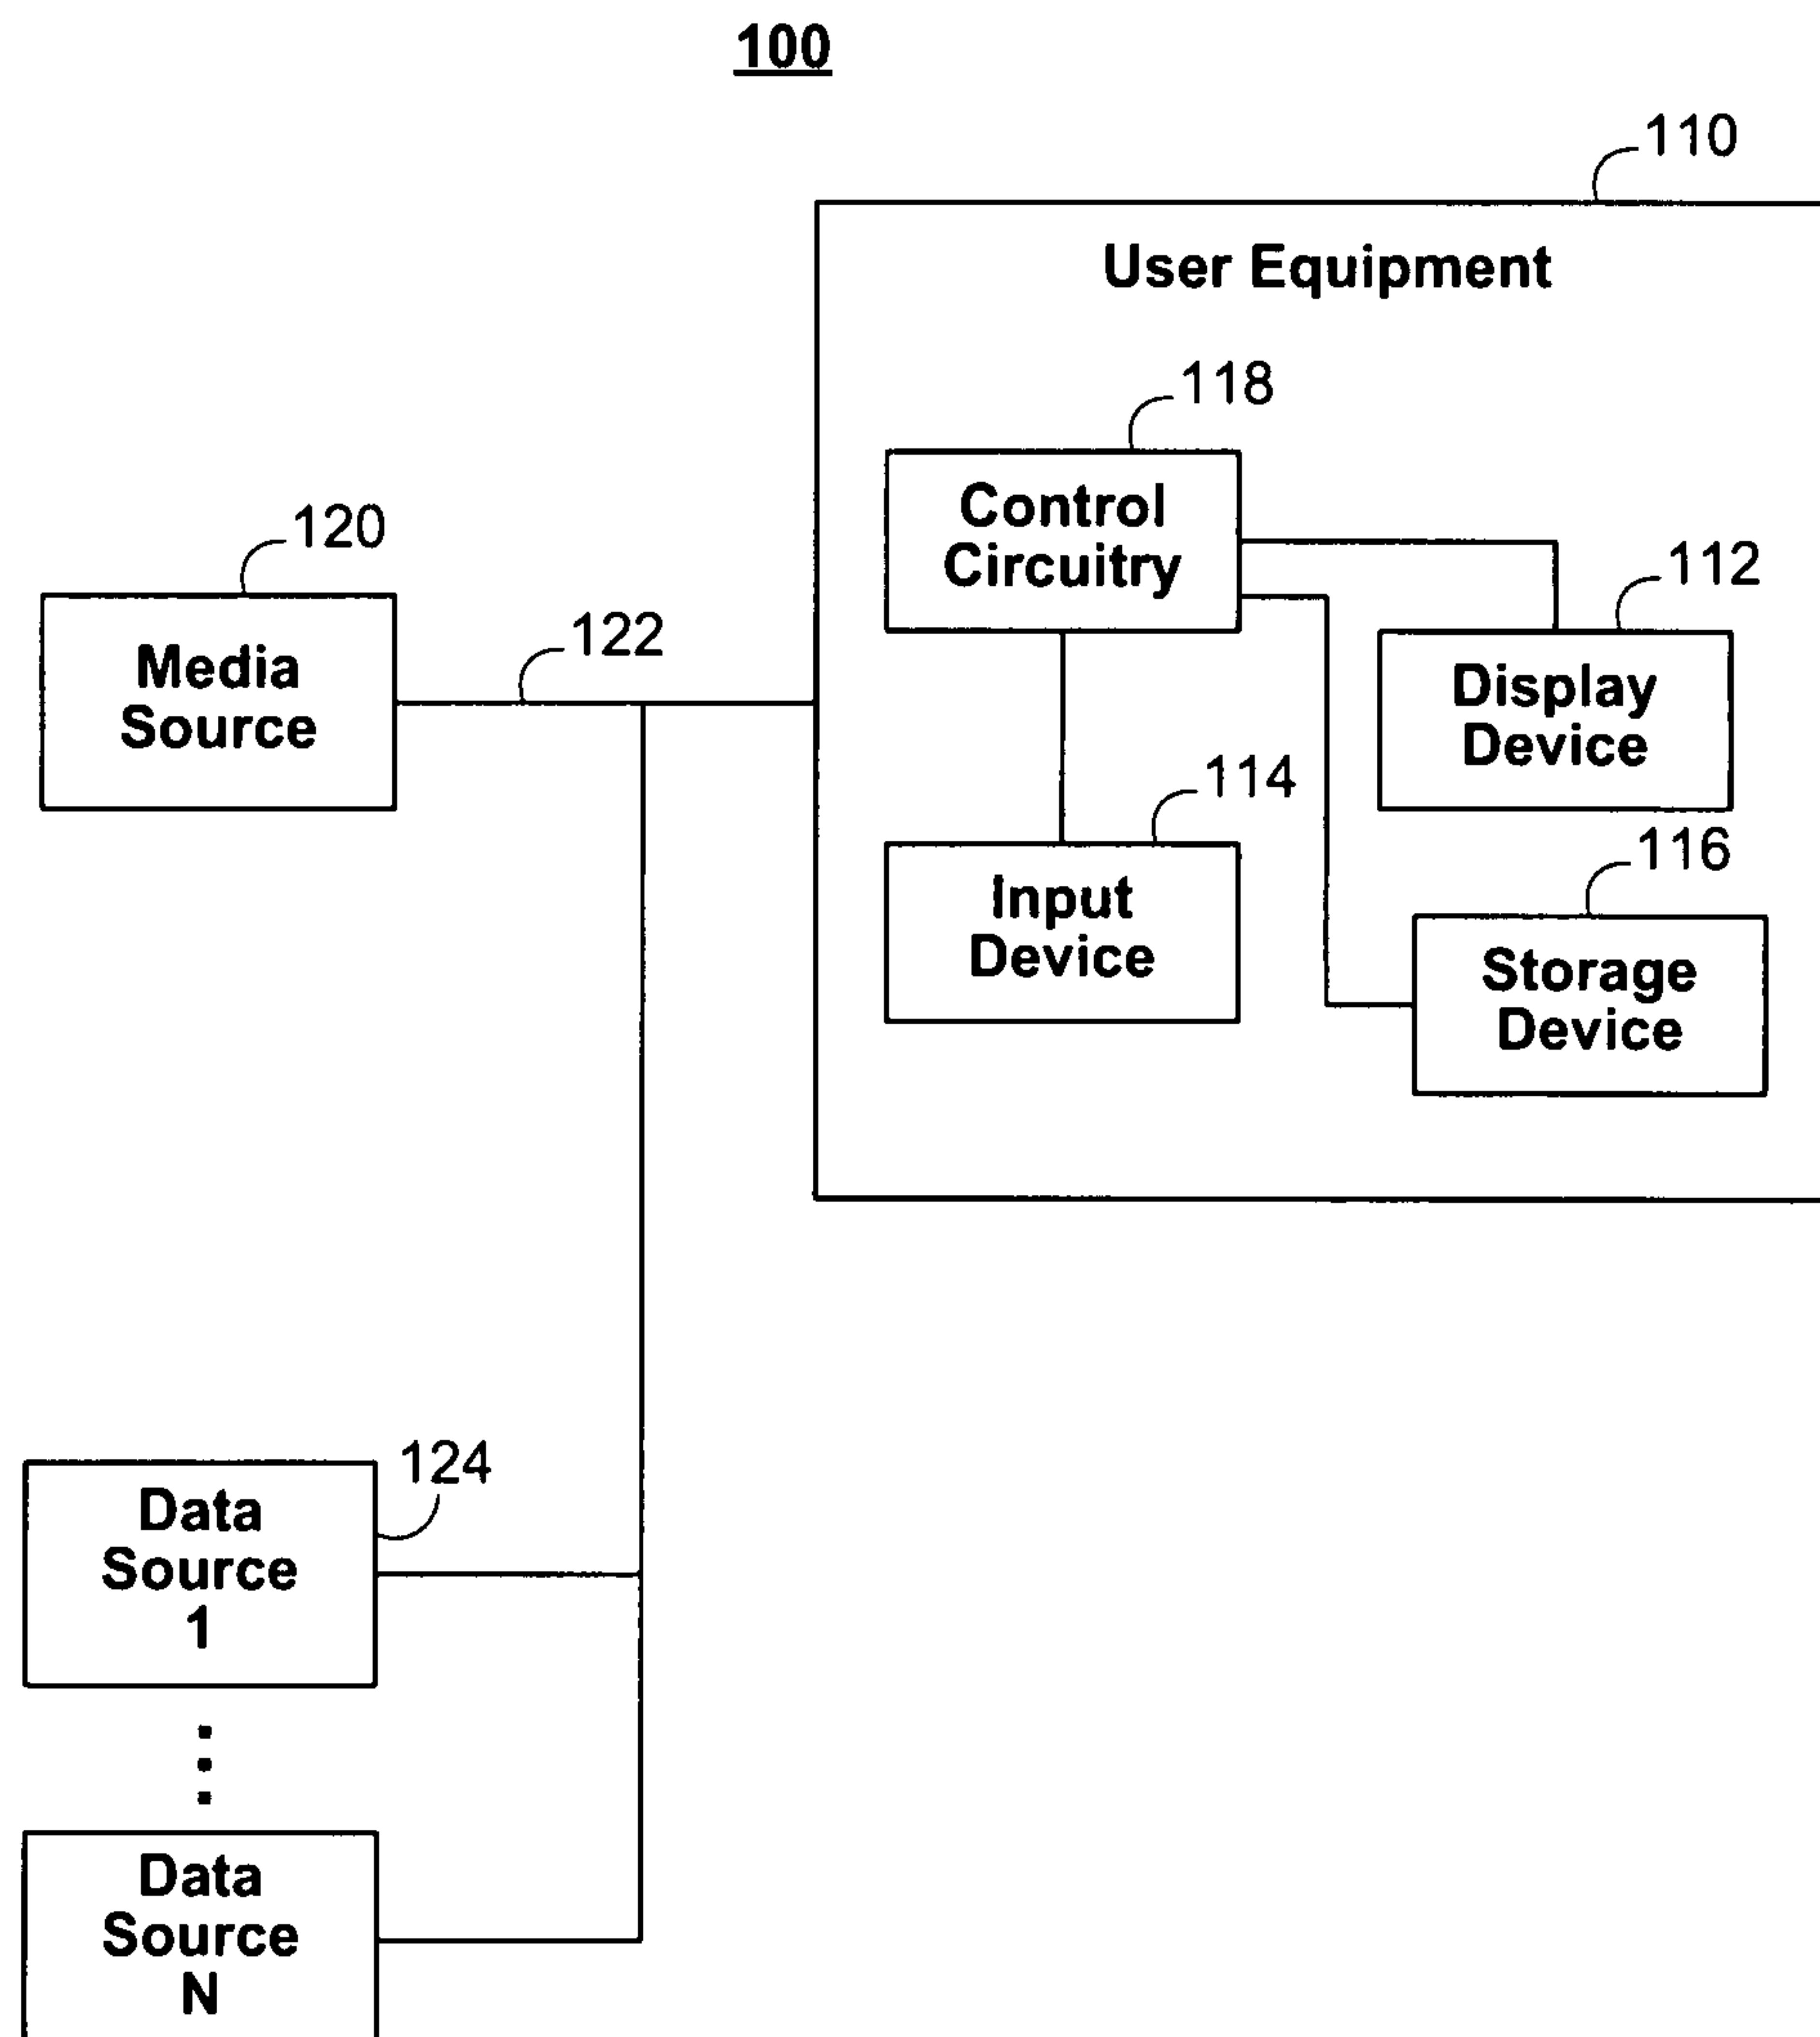 100
110
User Equipment
118
Control
Circuitry
120
112
Media
Source
122
Display
Device
114
116
Input
Device
Storage
Device
124
Data
Source
1
Data
Source
N